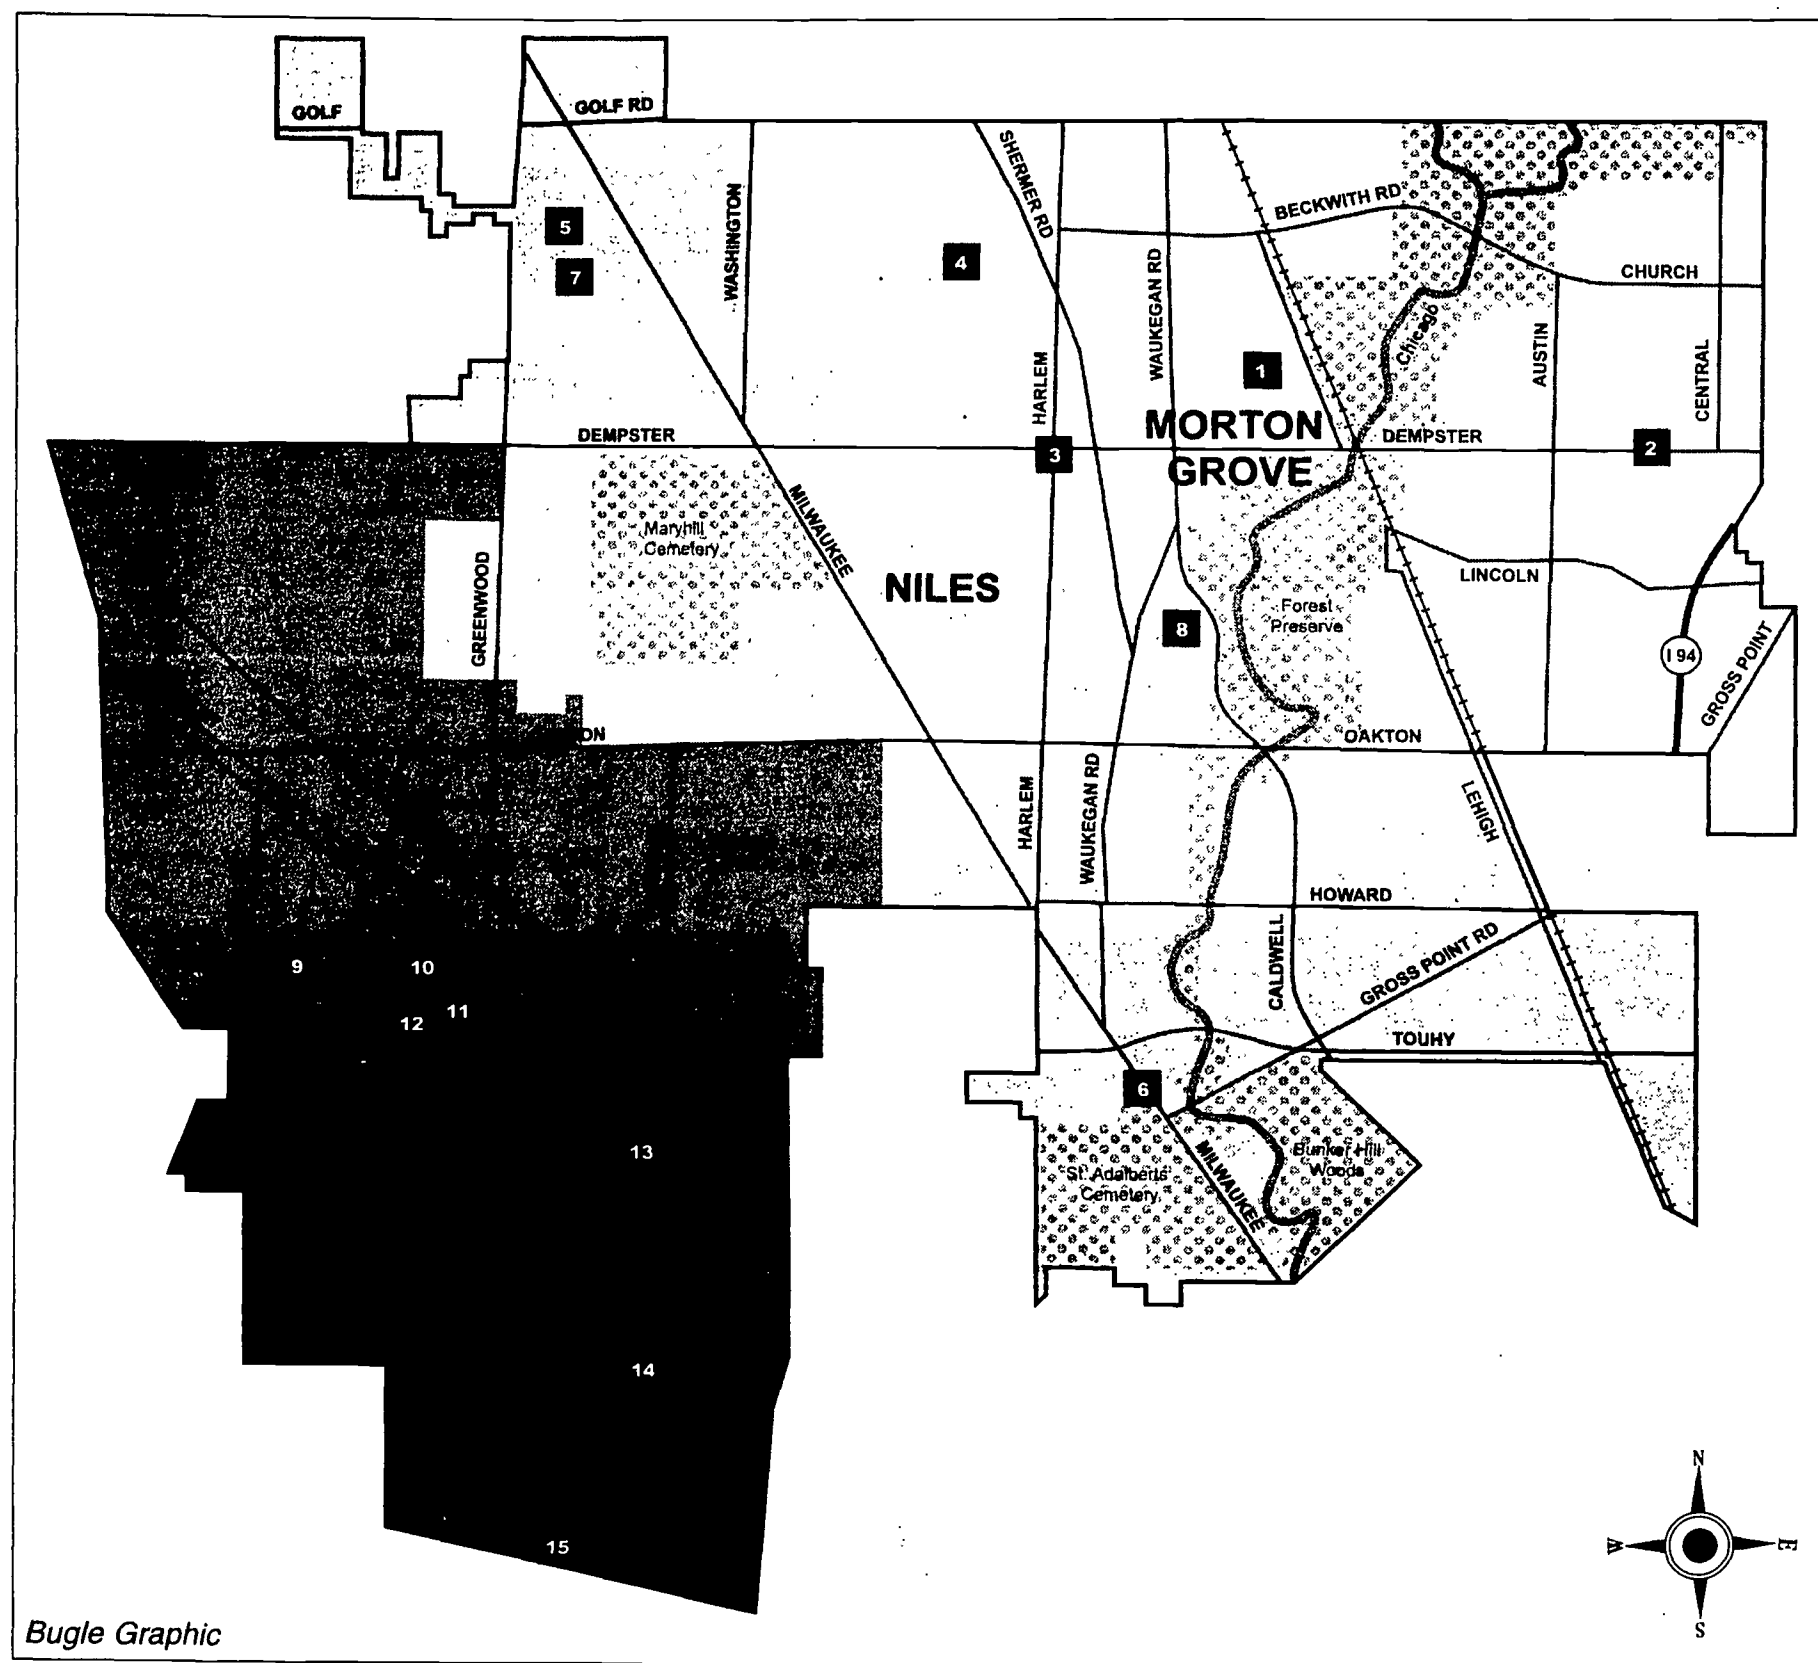 GOLF
GOLF RD
SHERMER RD
WASHINGTON
BECKWITH RD
5
7
4
WAUKEGAN RD
CHURCH
Chicago
AUSTIN
CENTRAL
HARLEM
1
MORTON
GROVE
DEMPSTER
DEMPSTER
3
2
MILWAUKEE
Maryhill
Cemetery
GREENWOOD
NILES
LINCOLN
Forest
Preserve
8
I 94
GROSS POINT
ON
OAKTON
HARLEM
WAUKEGAN RD
LEHIGH
HOWARD
CALDWELL
GROSS POINT RD
9
10
11
12
TOUHY
6
13
St. Adalberts
Cemetery
MILWAUKEE
Bunker Hill
Woods
14
15
N
W
E
S
Bugle Graphic